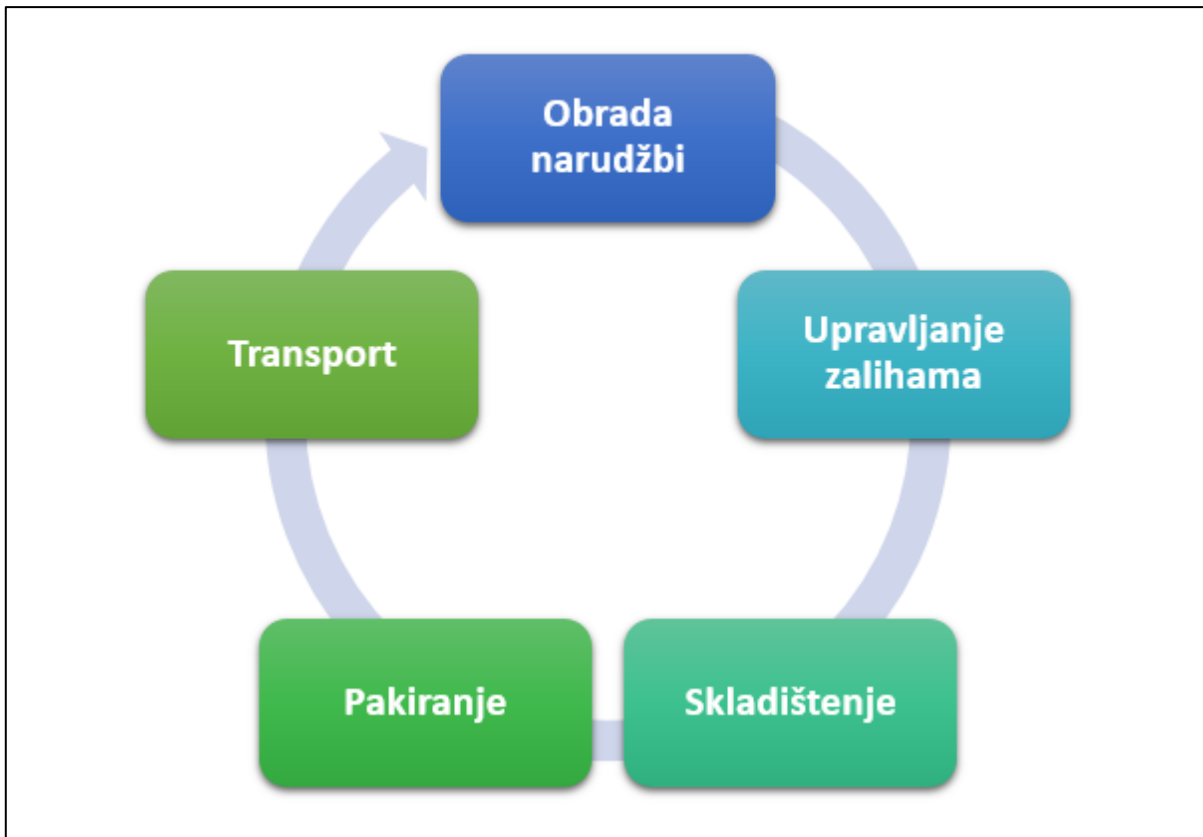 Obrada
narudžbi
Upravljanje
zalihama
Transport
Pakiranje
Skladištenje